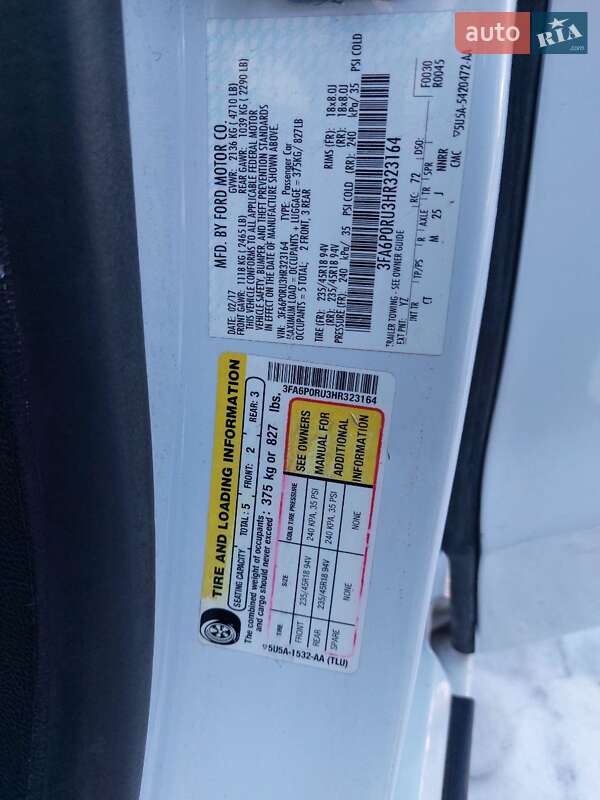 auto RIA .com
MFD. BY FORD MOTOR CO.
DATE: 02/17 GVWR: 2136 KG ( 4710 LB)
FRONT GAWR: 1118 KG (2465 LB) REAR GAWR: 1039 KG ( 2290 LB)
THIS VEHICLE CONFORMS TO ALL APPLICABLE FEDERAL MOTOR
VEHICLE SAFETY, BUMPER, AND THEFT PREVENTION STANDARDS
IN EFFECT ON THE DATE OF MANUFACTURE SHOWN ABOVE.
VIN: 3FA6P0RU3HR323164 TYPE: Passenger Car
MAXIMUM LOAD = OCCUPANTS + LUGGAGE = 375KG/ 827LB
OCCUPANTS = 5 TOTAL; 2 FRONT, 3 REAR
TIRE (FR): 235/45R18 94V RIMS (FR): 18x8.0J
(RR): 235/45R18 94V (RR): 18x8.0J
PRESSURE (FR): 240 kPa/ 35 PSI COLD (RR): 240 kPa/ 35 PSI COLD
3FA6P0RU3HR323164
TRAILER TOWING - SEE OWNER GUIDE
EXT PNT: YZ RC: 72 DSO: F0030
R0045
INT TR TP/PS R AXLE TR SPR
CT M 25 J NNRR
CMC ▽5U5A-5420472-AA
TIRE AND LOADING INFORMATION
SEATING CAPACITY TOTAL: 5 FRONT: 2 REAR: 3
The combined weight of occupants
and cargo should never exceed: 375 kg or 827 lbs.
3FA6P0RU3HR323164
TIRE SIZE COLD TIRE PRESSURE SEE OWNERS
MANUAL FOR
ADDITIONAL
INFORMATION
FRONT 235/45R18 94V 240 KPA, 35 PSI
REAR 235/45R18 94V 240 KPA, 35 PSI
SPARE NONE NONE
▽5U5A-1532-AA (TLU)